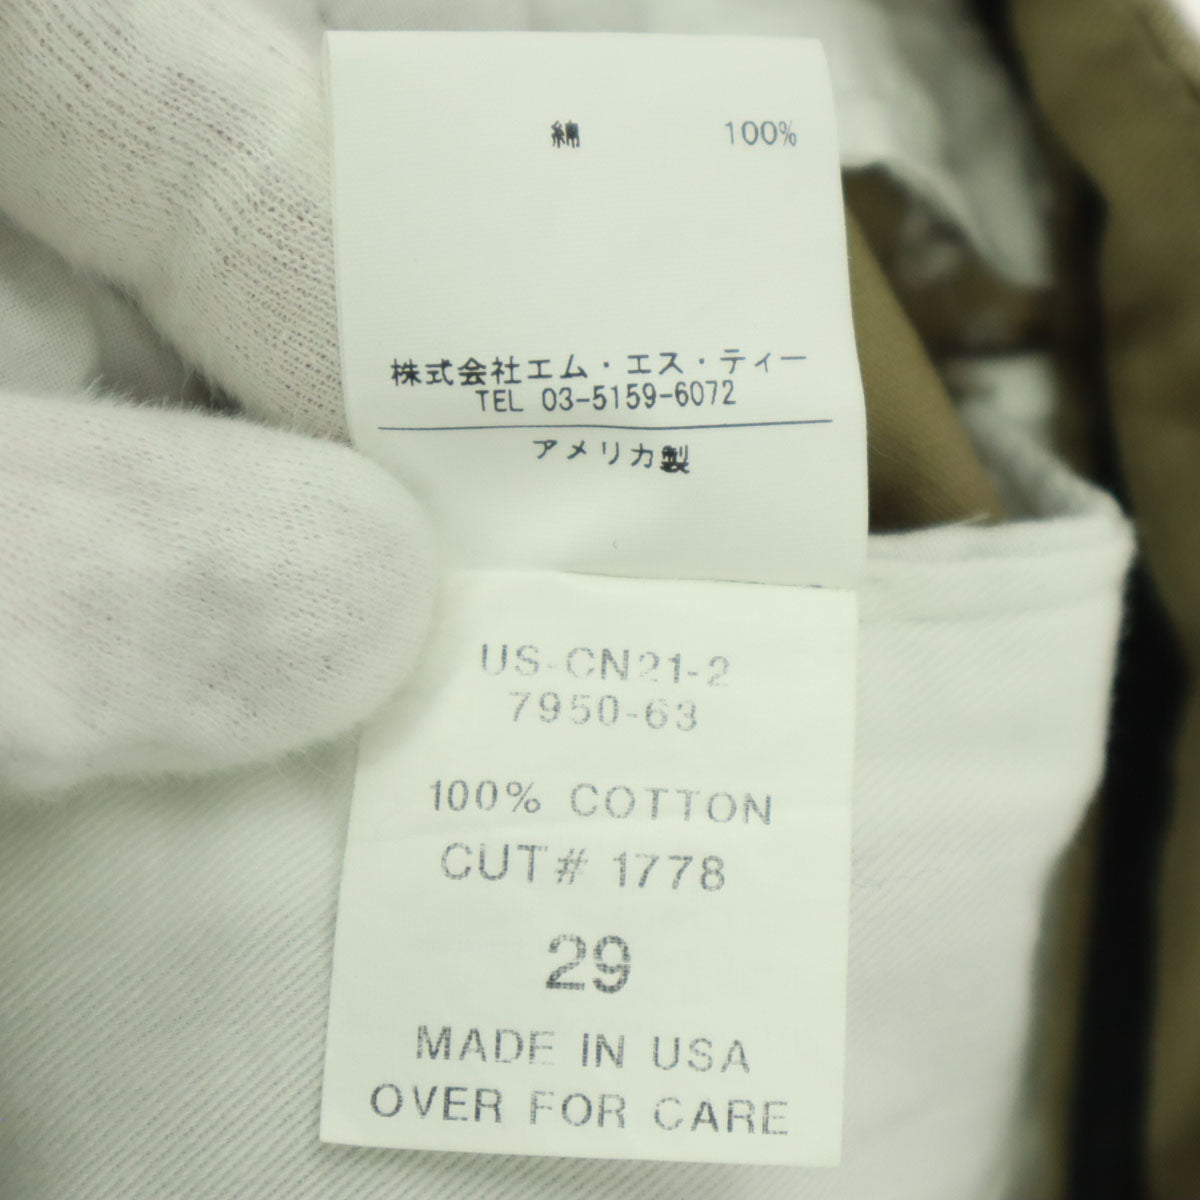 綿 100%
株式会社エム・エス・ティー
TEL 03-5159-6072
アメリカ製
US-CN21-2
7950-63
100% COTTON
CUT# 1778
29
MADE IN USA
OVER FOR CARE